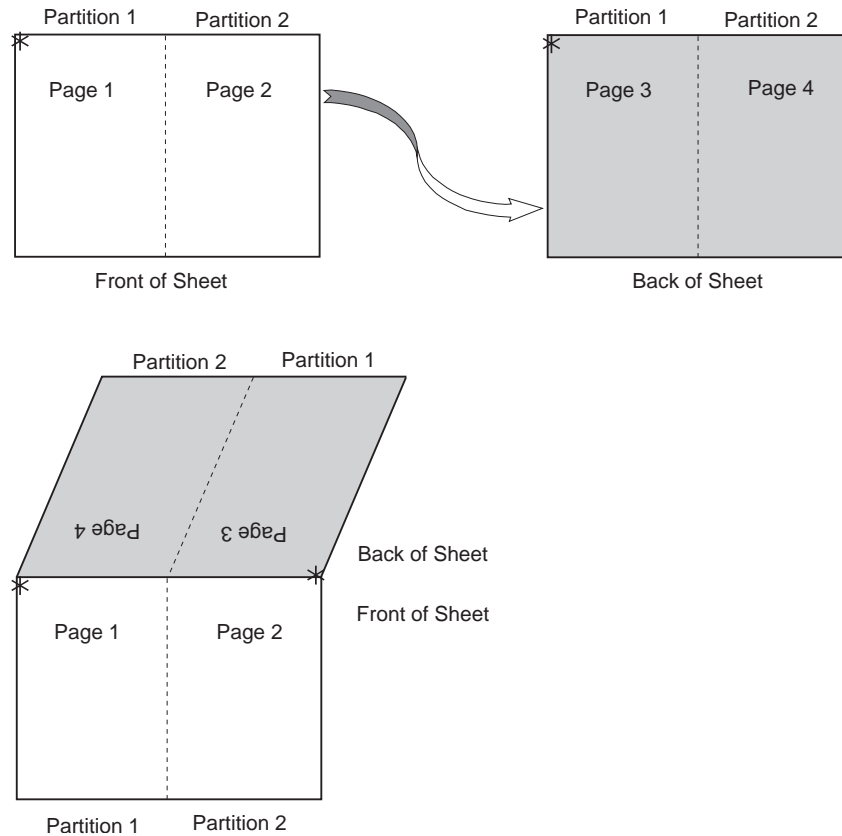 Partition 1 Partition 2 Partition 1 Partition 2
Page 1 Page 2 Page 3 Page 4
Front of Sheet Back of Sheet
Partition 2 Partition 1
Page 4 Page 3
Back of Sheet
Front of Sheet
Page 1 Page 2
Partition 1 Partition 2